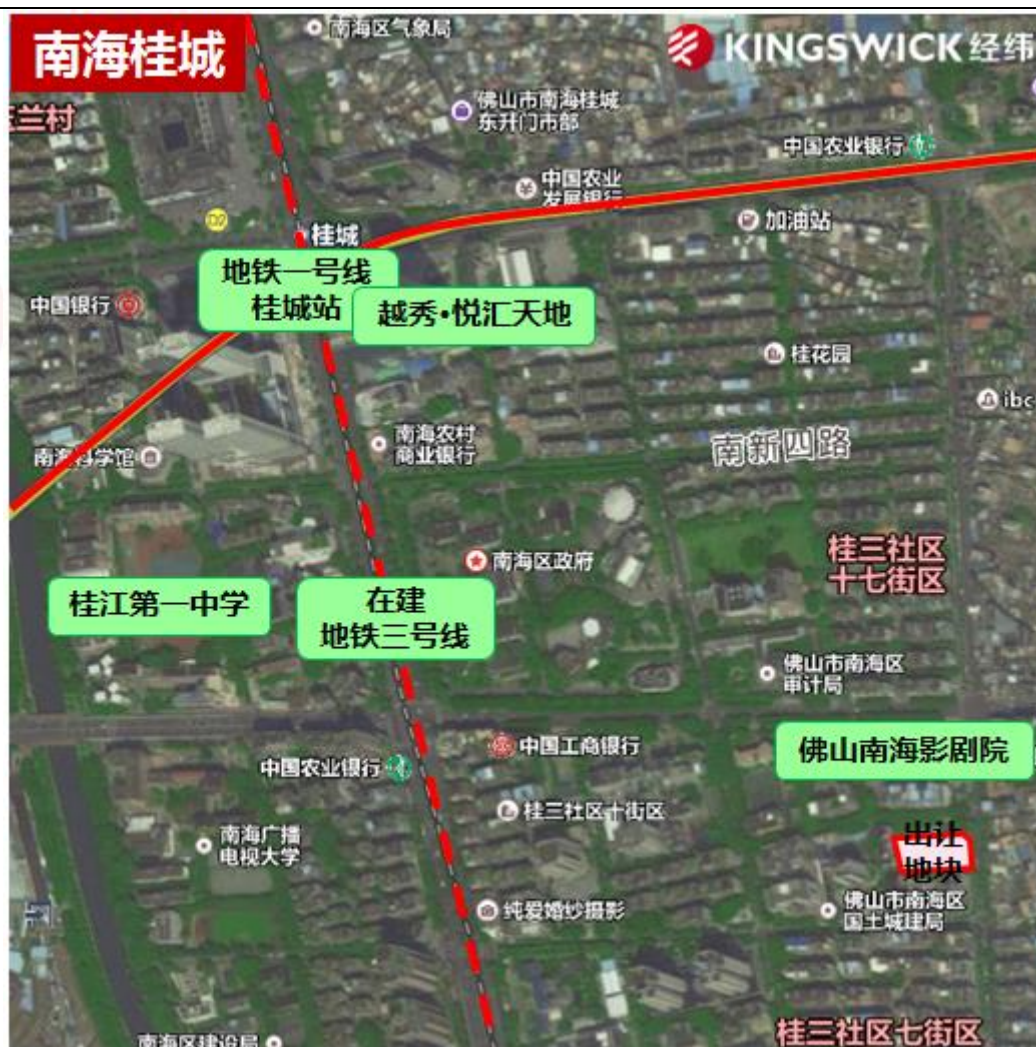 南海区气象局
南海桂城
KINGSWICK 经纬
佛山市南海桂城
东升门市部
兰村
中国农业银行
中国农业
发展银行
加油站
桂城
地铁一号线
桂城站
中国银行
越秀·悦汇天地
桂花园
ibc
南海农村
商业银行
南新四路
南海科学馆
南海区政府
桂三社区
十七街区
桂江第一中学
在建
地铁三号线
佛山市南海区
审计局
中国工商银行
佛山南海影剧院
中国农业银行
桂三社区十街区
南海广播
电视大学
出让
地块
纯爱婚纱摄影
佛山市南海区
国土城建局
桂三社区七街区
南海区建设局